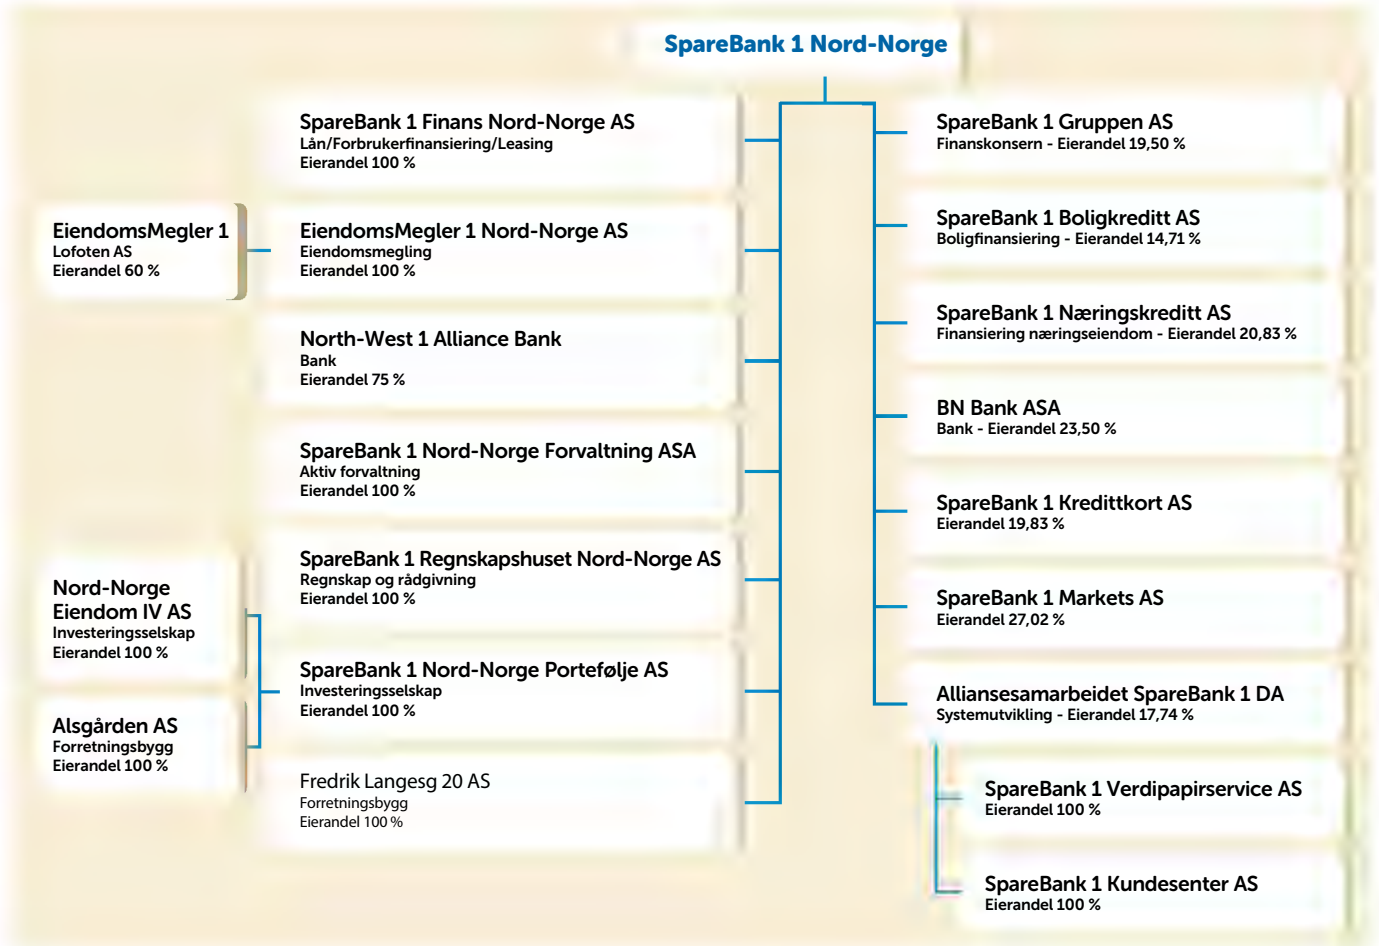 SpareBank 1 Nord-Norge
SpareBank 1 Finans Nord-Norge AS
Lån/Forbrukerfinansiering/Leasing
Eierandel 100 %
EiendomsMegler 1
Lofoten AS
Eierandel 60 %
EiendomsMegler 1 Nord-Norge AS
Eiendomsmegling
Eierandel 100 %
North-West 1 Alliance Bank
Bank
Eierandel 75 %
SpareBank 1 Nord-Norge Forvaltning ASA
Aktiv forvaltning
Eierandel 100 %
SpareBank 1 Regnskapshuset Nord-Norge AS
Regnskap og rådgivning
Eierandel 100 %
Nord-Norge
Eiendom IV AS
Investeringsselskap
Eierandel 100 %
SpareBank 1 Nord-Norge Portefølje AS
Investeringsselskap
Eierandel 100 %
Alsgården AS
Forretningsbygg
Eierandel 100 %
Fredrik Langesg 20 AS
Forretningsbygg
Eierandel 100 %
SpareBank 1 Gruppen AS
Finanskonsern - Eierandel 19,50 %
SpareBank 1 Boligkreditt AS
Boligfinansiering - Eierandel 14,71 %
SpareBank 1 Næringskreditt AS
Finansiering næringseiendom - Eierandel 20,83 %
BN Bank ASA
Bank - Eierandel 23,50 %
SpareBank 1 Kredittkort AS
Eierandel 19,83 %
SpareBank 1 Markets AS
Eierandel 27,02 %
Alliansesamarbeidet SpareBank 1 DA
Systemutvikling - Eierandel 17,74 %
SpareBank 1 Verdipapirservice AS
Eierandel 100 %
SpareBank 1 Kundesenter AS
Eierandel 100 %